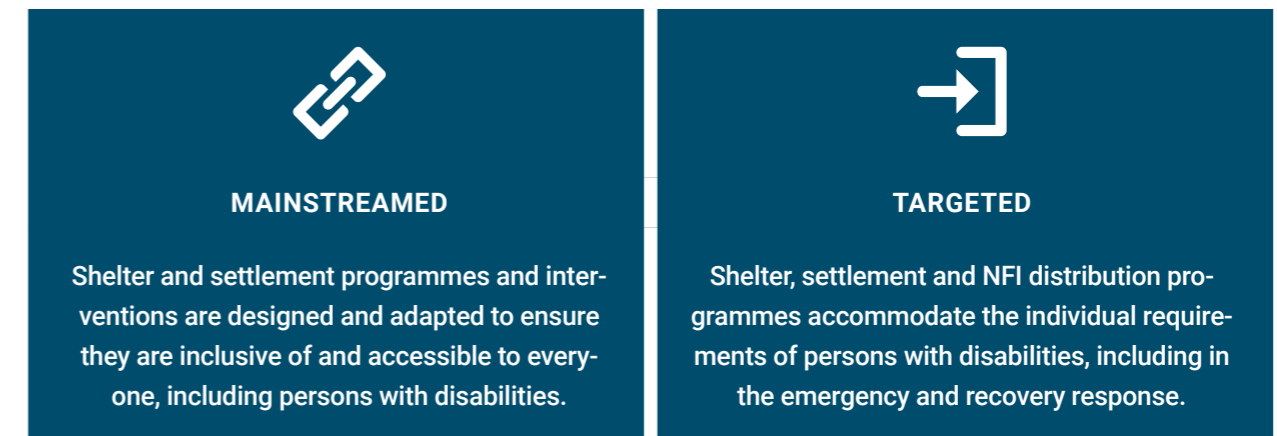 MAINSTREAMED
Shelter and settlement programmes and inter-
ventions are designed and adapted to ensure
they are inclusive of and accessible to every-
one, including persons with disabilities.
TARGETED
Shelter, settlement and NFI distribution pro-
grammes accommodate the individual require-
ments of persons with disabilities, including in
the emergency and recovery response.